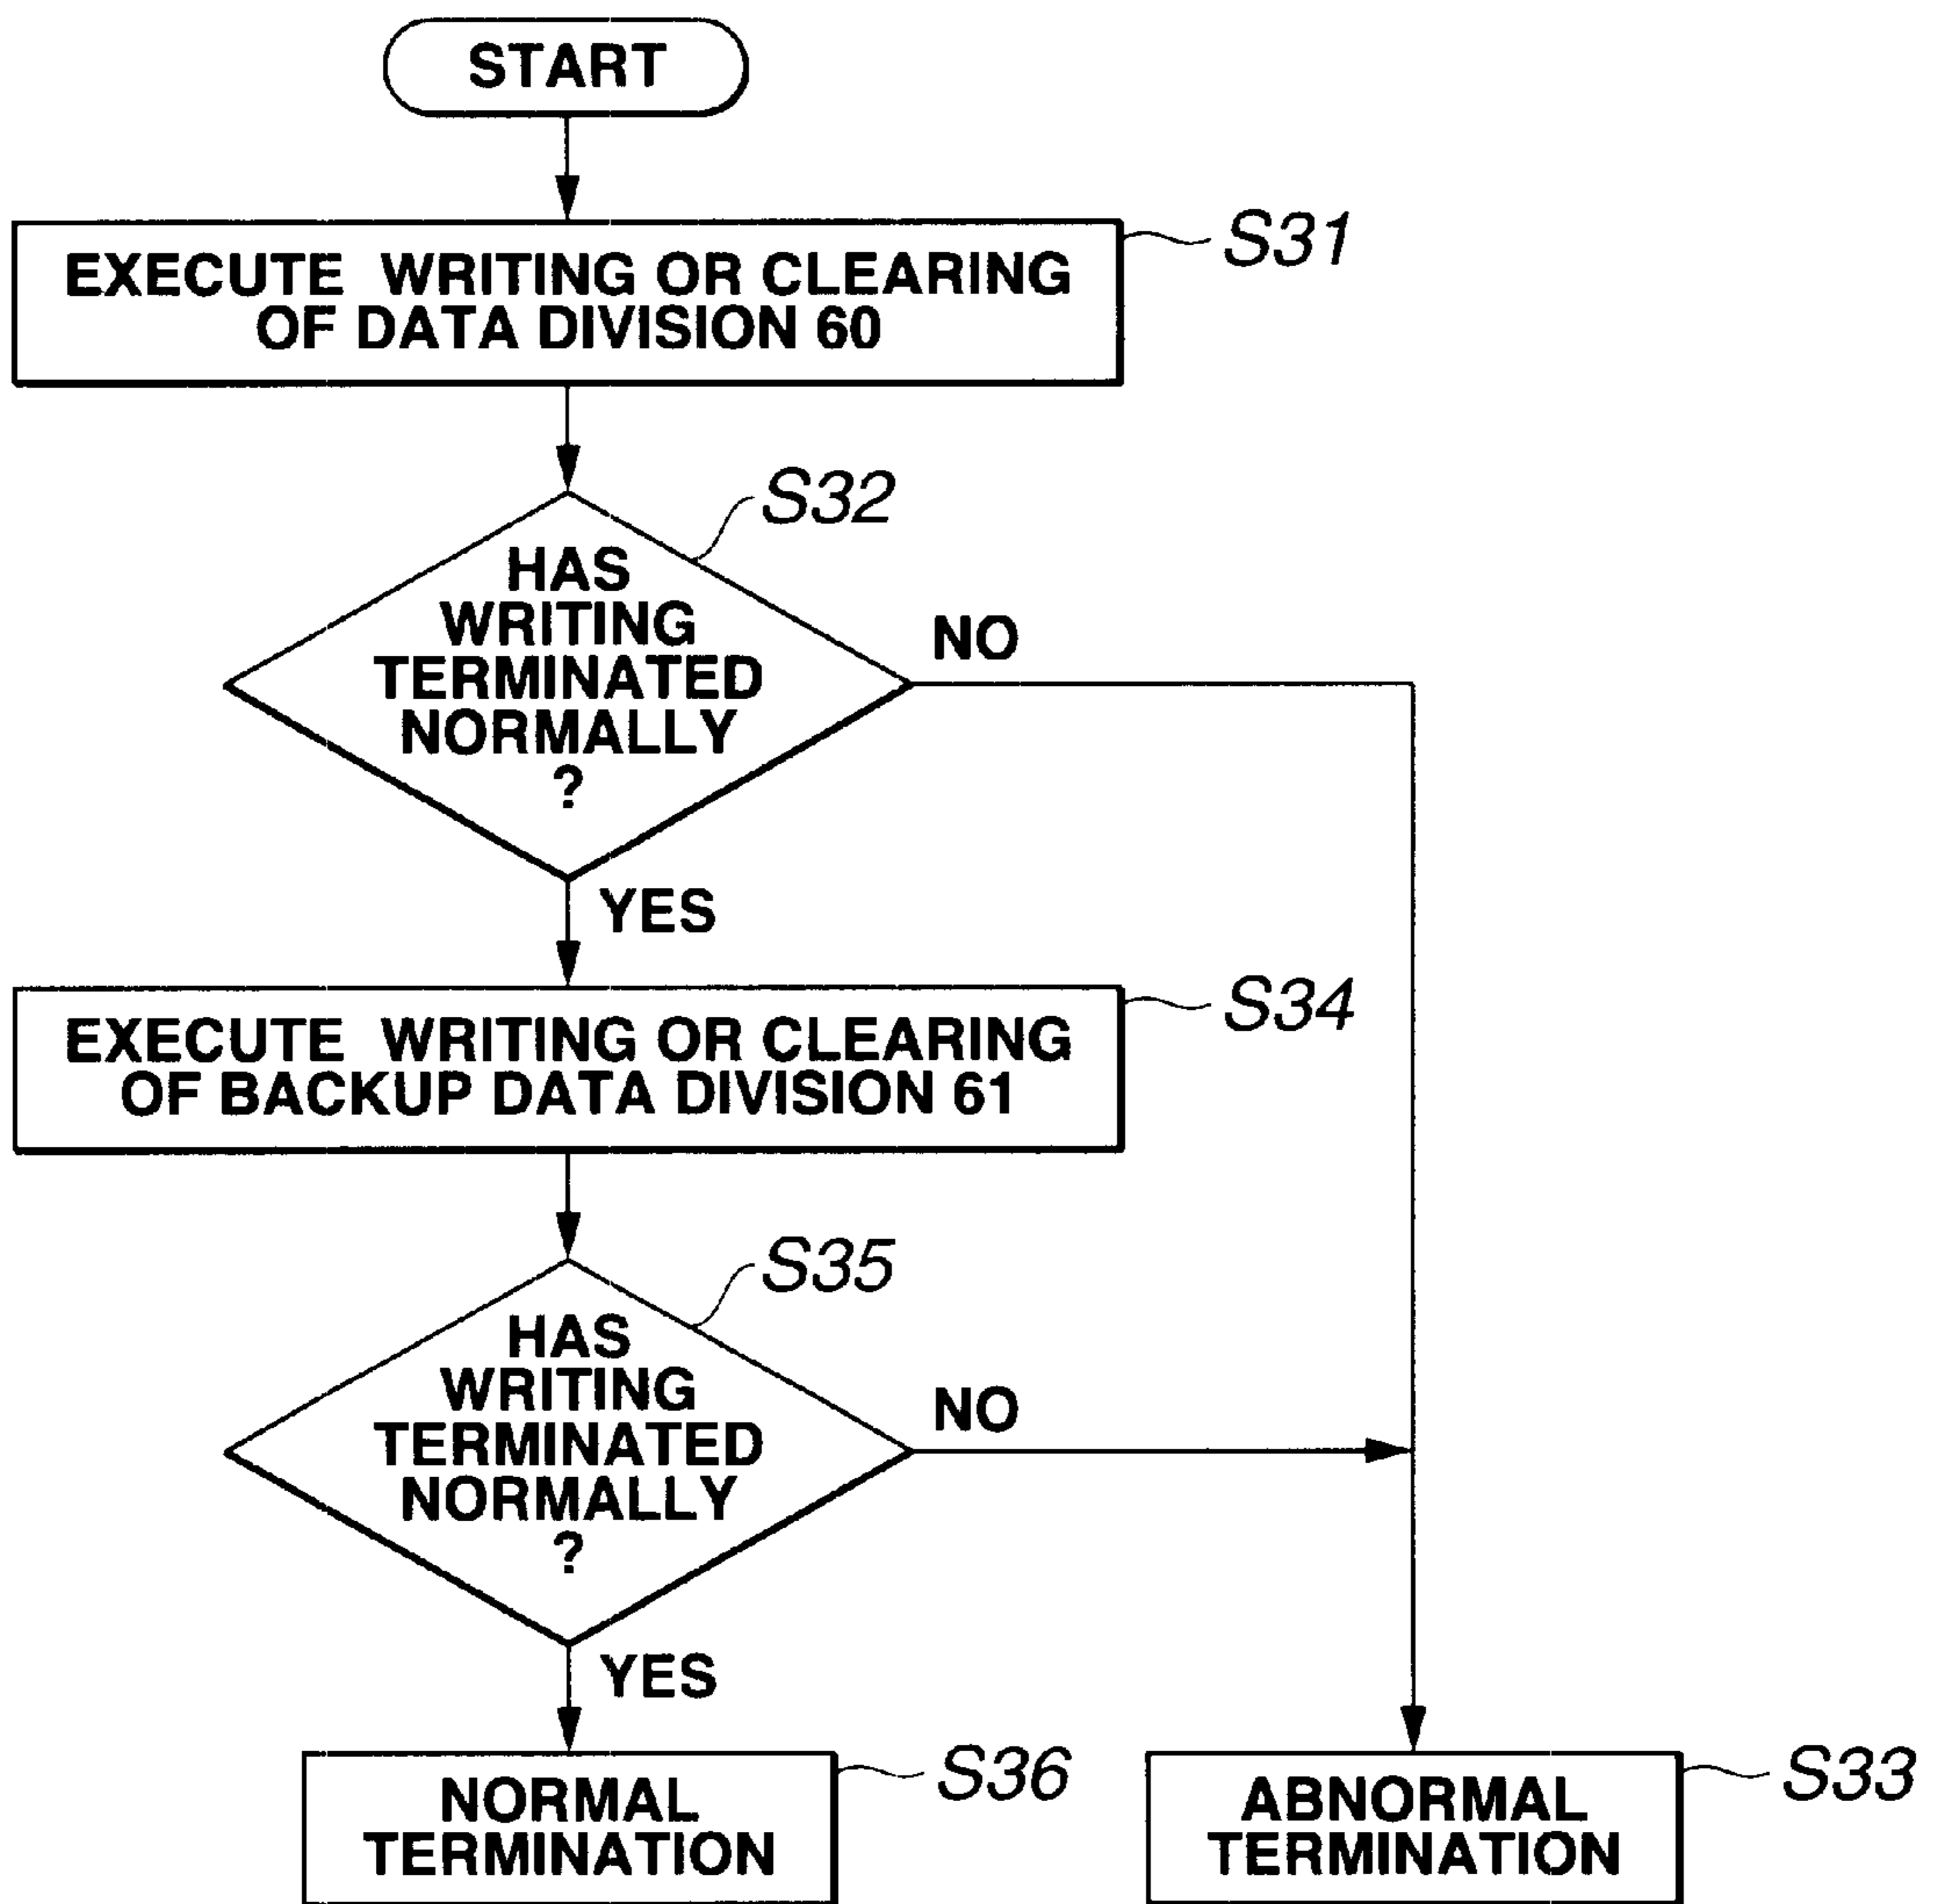 START
S31
EXECUTE WRITING OR CLEARING
OF DATA DIVISION 60
S32
HAS
WRITING
TERMINATED
NORMALLY
?
NO
YES
S34
EXECUTE WRITING OR CLEARING
OF BACKUP DATA DIVISION 61
S35
HAS
WRITING
TERMINATED
NORMALLY
?
NO
YES
S36
NORMAL
TERMINATION
S33
ABNORMAL
TERMINATION